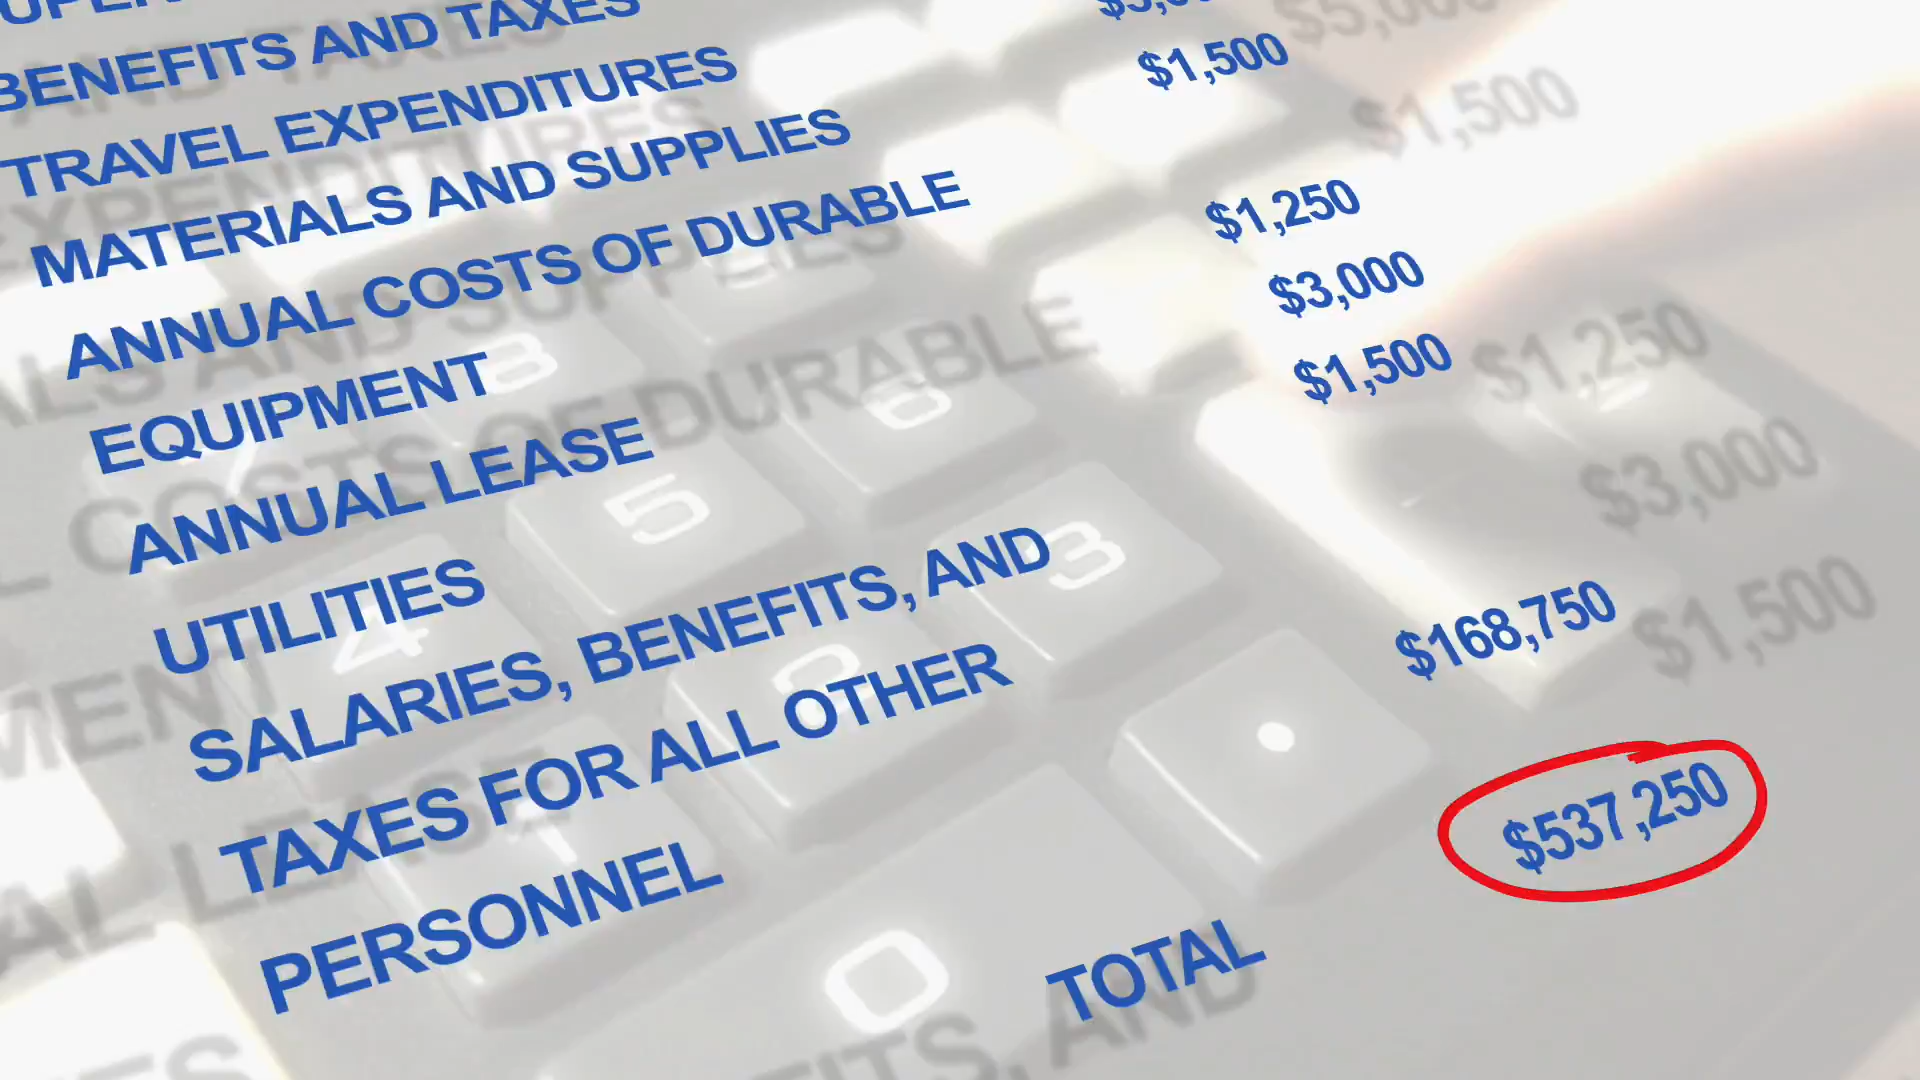 BENEFITS AND TAXES
TRAVEL EXPENDITURES $1,500
MATERIALS AND SUPPLIES
ANNUAL COSTS OF DURABLE $1,250
EQUIPMENT $3,000
ANNUAL LEASE $1,500
UTILITIES
SALARIES, BENEFITS, AND
TAXES FOR ALL OTHER $168,750
PERSONNEL
TOTAL $537,250